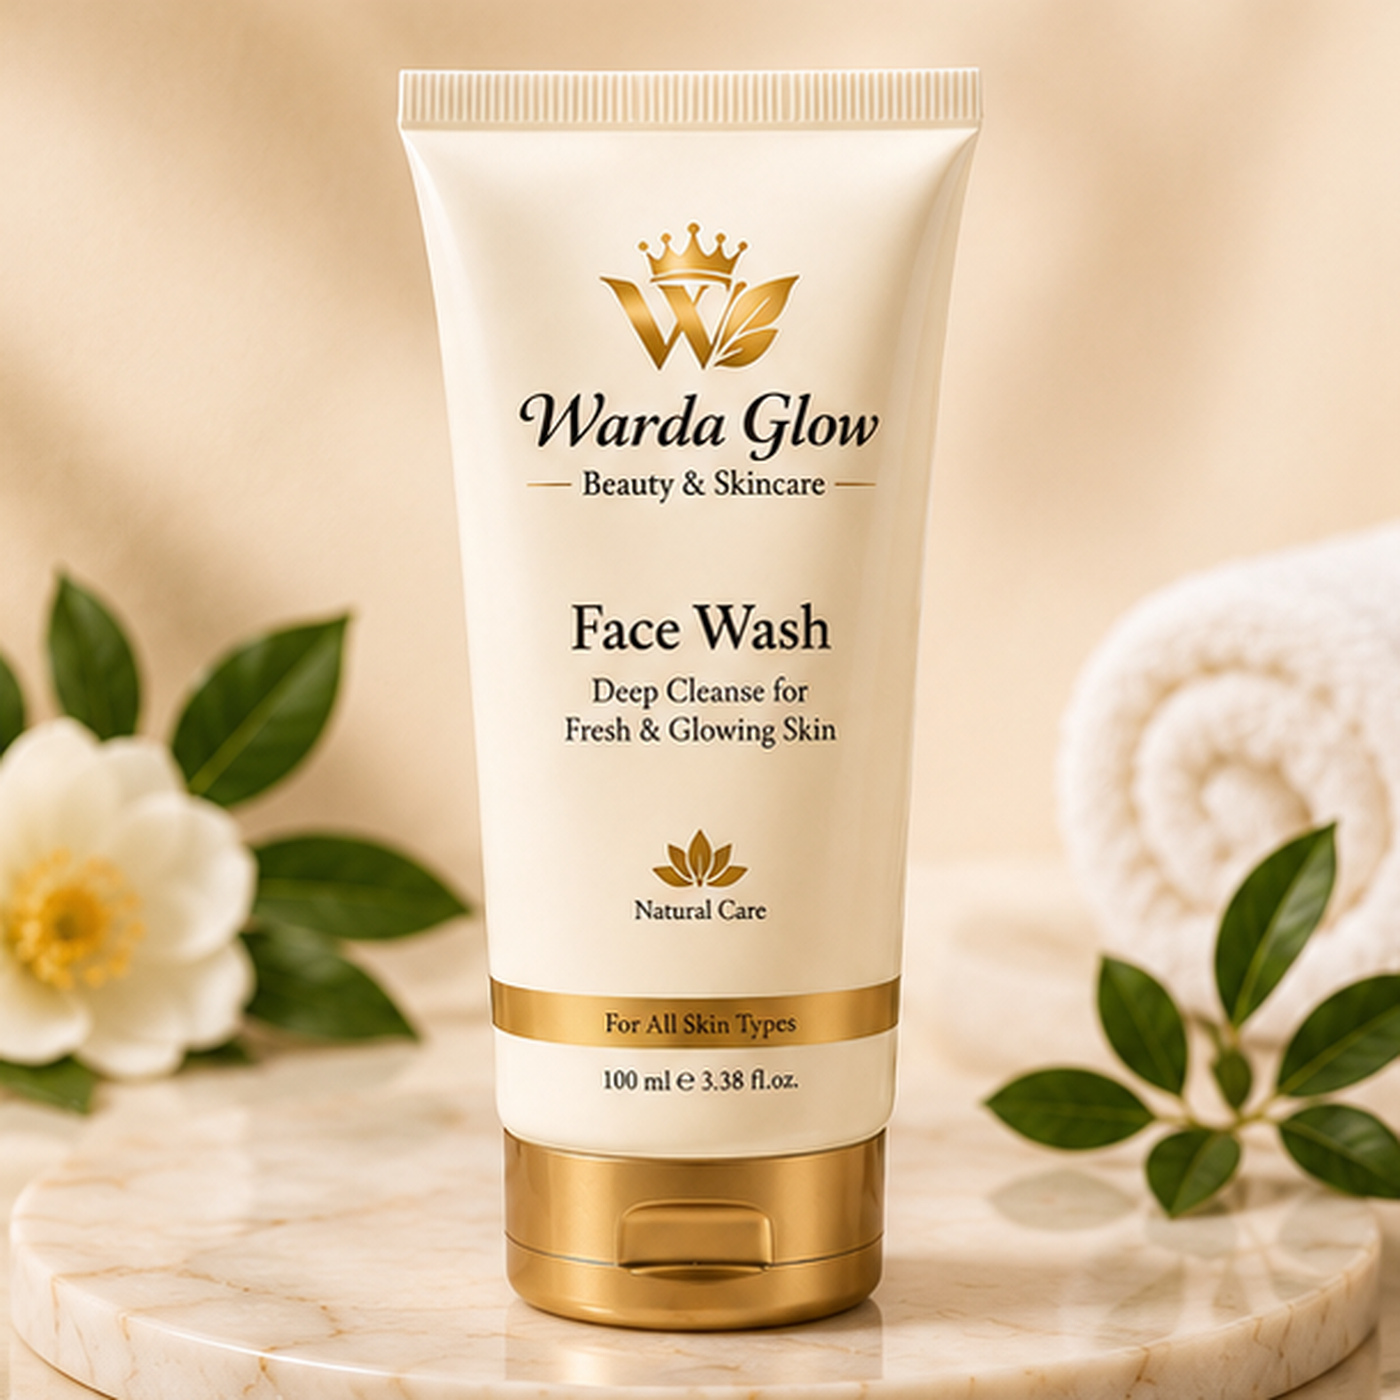 Warda Glow
Beauty & Skincare
Face Wash
Deep Cleanse for
Fresh & Glowing Skin
Natural Care
For All Skin Types
100 ml ℮ 3.38 fl.oz.